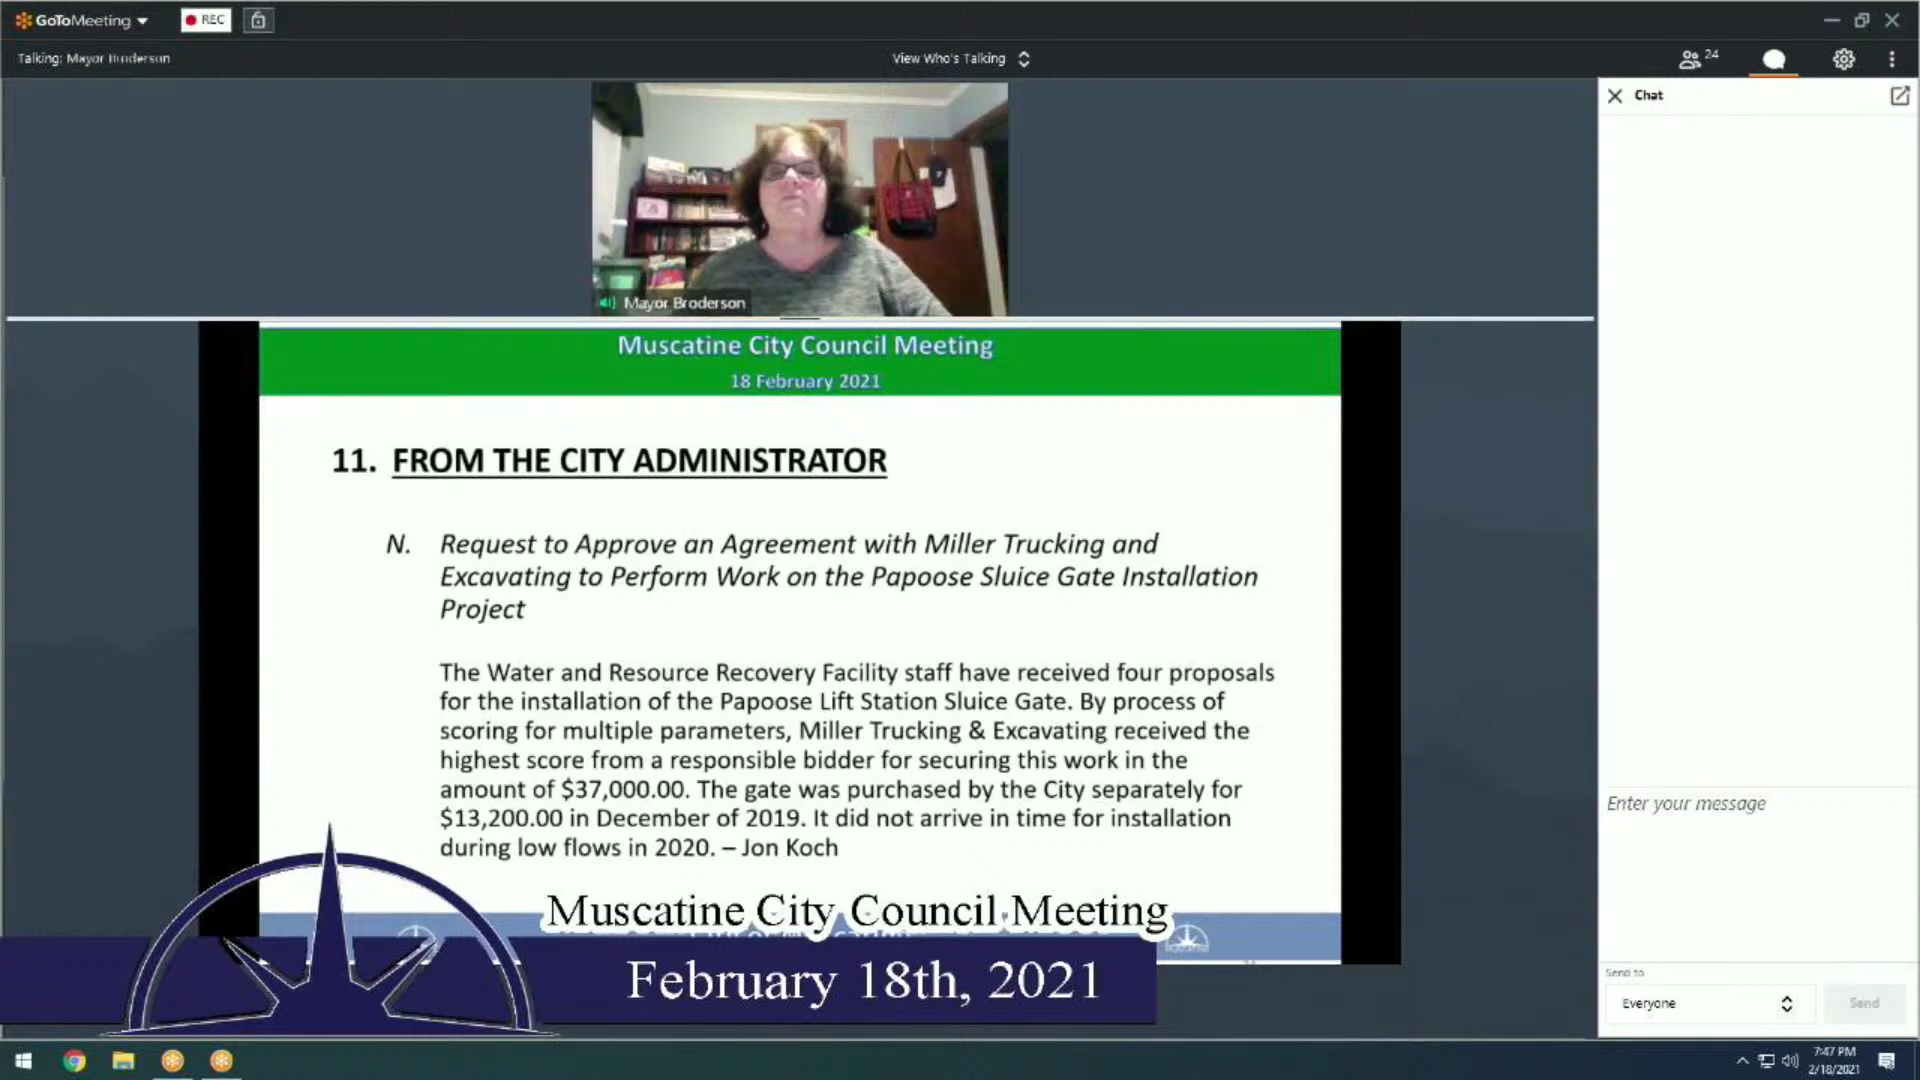 GoToMeeting
REC
Talking: Mayor Broderson
View Who's Talking
24
Chat
Mayor Broderson
Muscatine City Council Meeting
18 February 2021
11. FROM THE CITY ADMINISTRATOR
N. Request to Approve an Agreement with Miller Trucking and
Excavating to Perform Work on the Papoose Sluice Gate Installation
Project
The Water and Resource Recovery Facility staff have received four proposals
for the installation of the Papoose Lift Station Sluice Gate. By process of
scoring for multiple parameters, Miller Trucking & Excavating received the
highest score from a responsible bidder for securing this work in the
amount of $37,000.00. The gate was purchased by the City separately for
$13,200.00 in December of 2019. It did not arrive in time for installation
during low flows in 2020. – Jon Koch
Muscatine City Council Meeting
February 18th, 2021
Enter your message
Send to
Everyone
Send
7:47 PM
2/18/2021